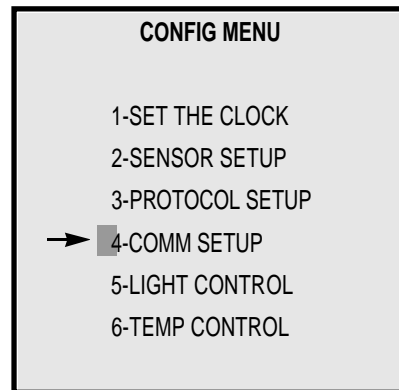 CONFIG MENU
1-SET THE CLOCK
2-SENSOR SETUP
3-PROTOCOL SETUP
4-COMM SETUP
5-LIGHT CONTROL
6-TEMP CONTROL